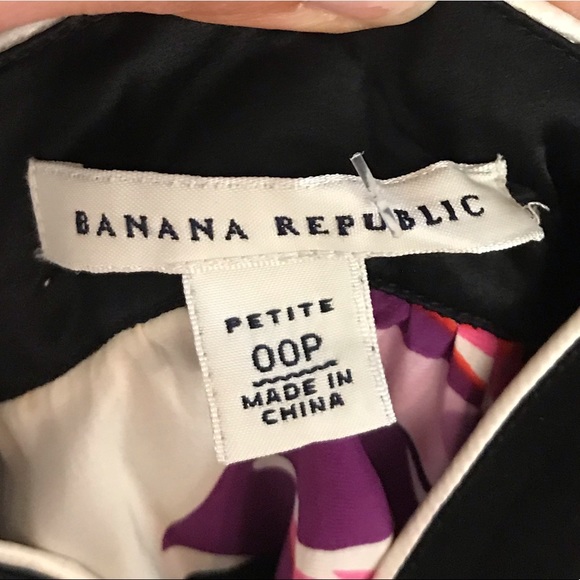 BANANA REPUBLIC
PETITE
00P
MADE IN
CHINA